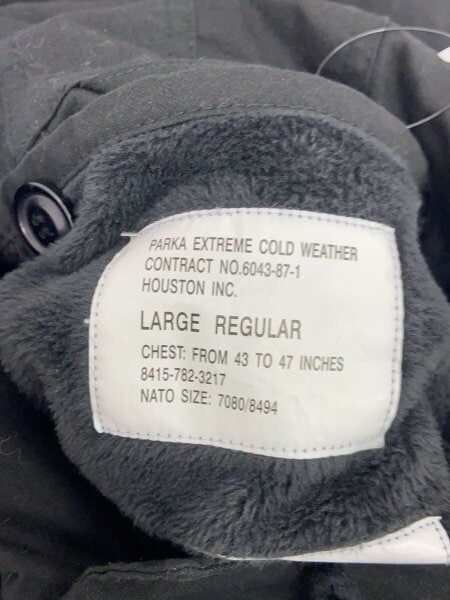 PARKA EXTREME COLD WEATHER
CONTRACT NO.6043-87-1
HOUSTON INC.
LARGE REGULAR
CHEST: FROM 43 TO 47 INCHES
8415-782-3217
NATO SIZE: 7080/8494